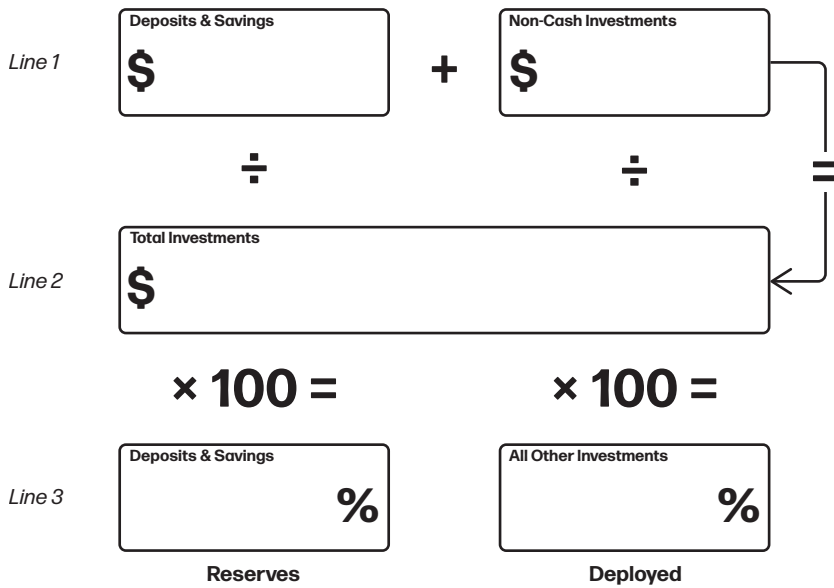 Deposits & Savings
Non-Cash Investments
Line 1
$
+
$
÷
÷
=
Total Investments
Line 2
$
× 100 =
× 100 =
Deposits & Savings
All Other Investments
Line 3
%
%
Reserves
Deployed